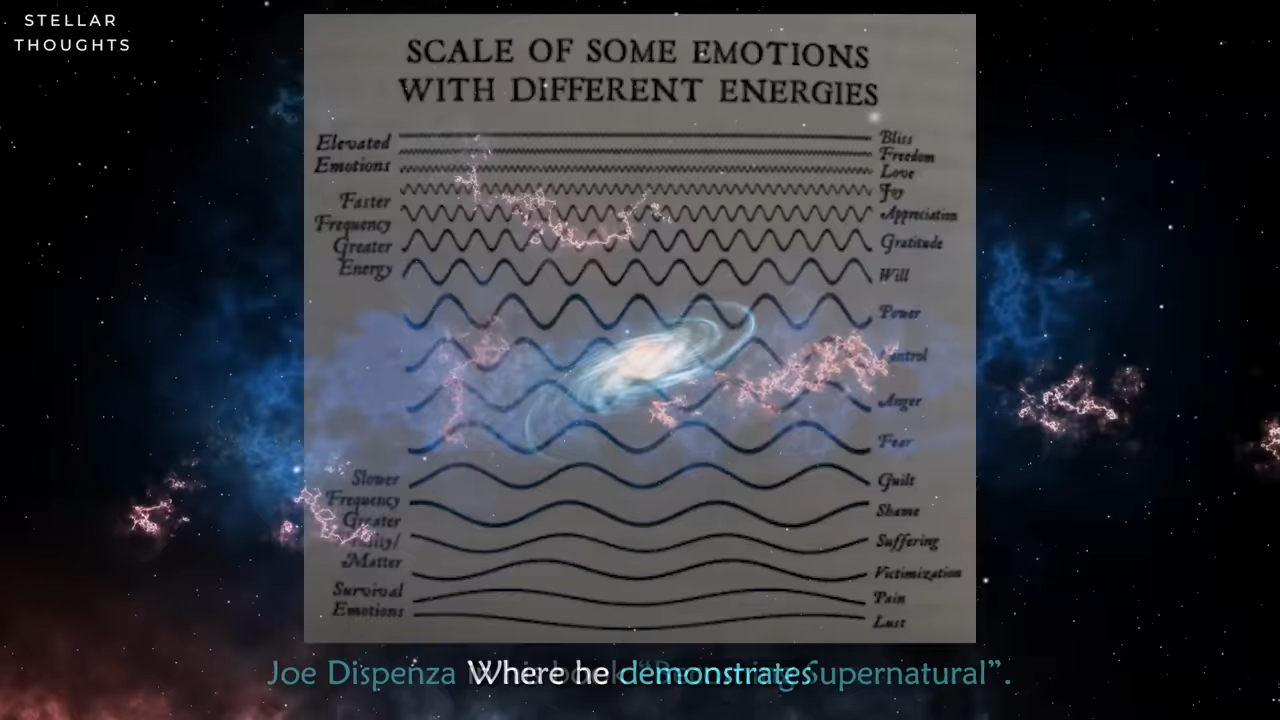 STELLAR
THOUGHTS
SCALE OF SOME EMOTIONS
WITH DIFFERENT ENERGIES
Elevated
Emotions
Faster
Frequency
Greater
Energy
Bliss
Freedom
Love
Joy
Appreciation
Gratitude
Will
Power
Anger
Fear
Guilt
Shame
Suffering
Victimization
Pain
Lust
Slower
Frequency
Greater
Matter
Survival
Emotions
Joe Dispenza Where he demonstrates Supernatural”.